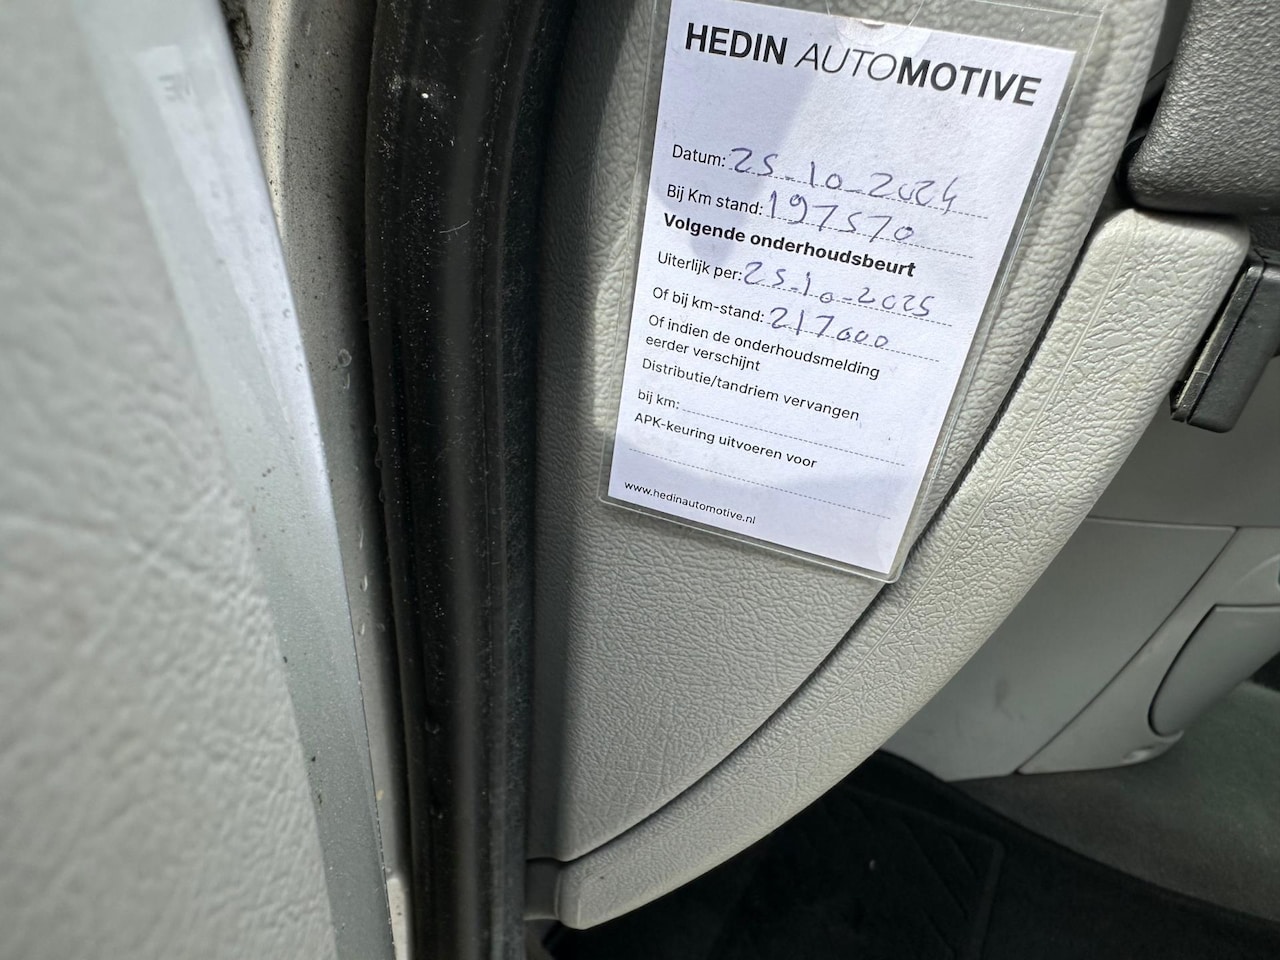 HEDIN AUTOMOTIVE
Datum: 25-10-2024
Bij Km stand: 197570
Volgende onderhoudsbeurt
Uiterlijk per: 25-10-2025
Of bij km-stand: 217000
Of indien de onderhoudsmelding
eerder verschijnt
Distributie/tandriem vervangen
bij km:
APK-keuring uitvoeren voor
www.hedinautomotive.nl